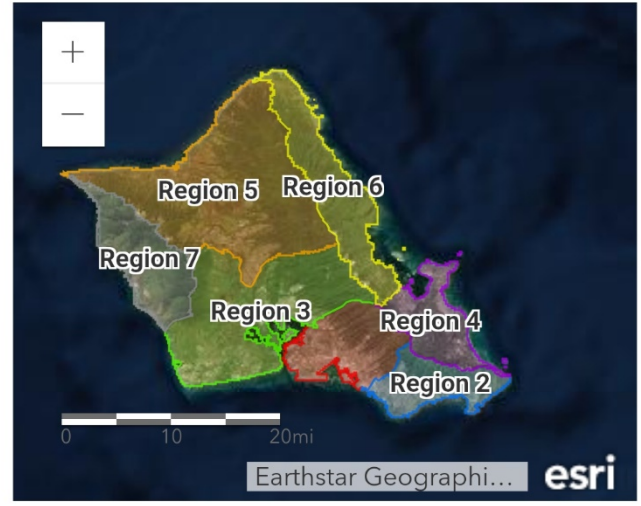 +
−
Region 5
Region 6
Region 7
Region 3
Region 4
Region 2
0 10 20mi
Earthstar Geographi...
esri